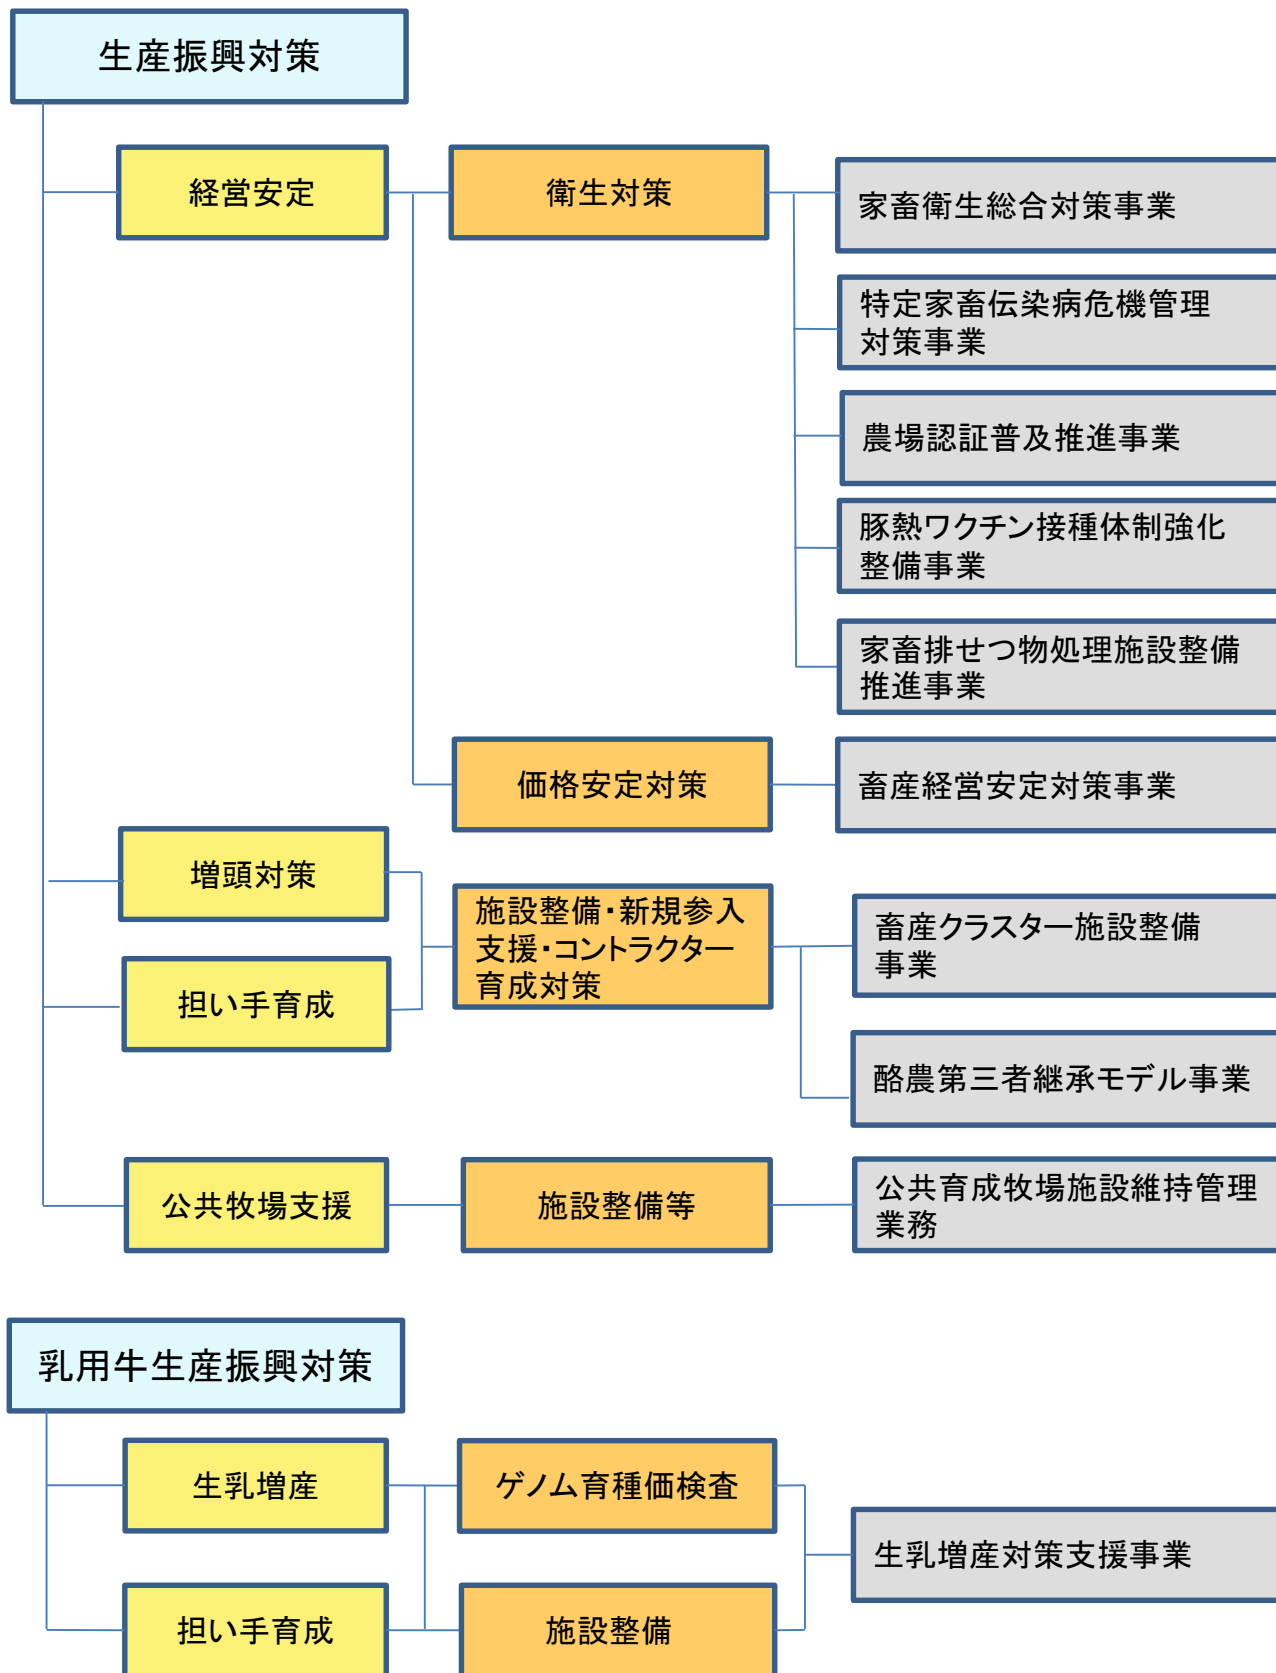 生産振興対策
経営安定
衛生対策
家畜衛生総合対策事業
特定家畜伝染病危機管理
対策事業
農場認証普及推進事業
豚熱ワクチン接種体制強化
整備事業
家畜排せつ物処理施設整備
推進事業
価格安定対策
畜産経営安定対策事業
増頭対策
担い手育成
施設整備・新規参入
支援・コントラクター
育成対策
畜産クラスター施設整備
事業
酪農第三者継承モデル事業
公共牧場支援
施設整備等
公共育成牧場施設維持管理
業務
乳用牛生産振興対策
生乳増産
ゲノム育種価検査
生乳増産対策支援事業
担い手育成
施設整備